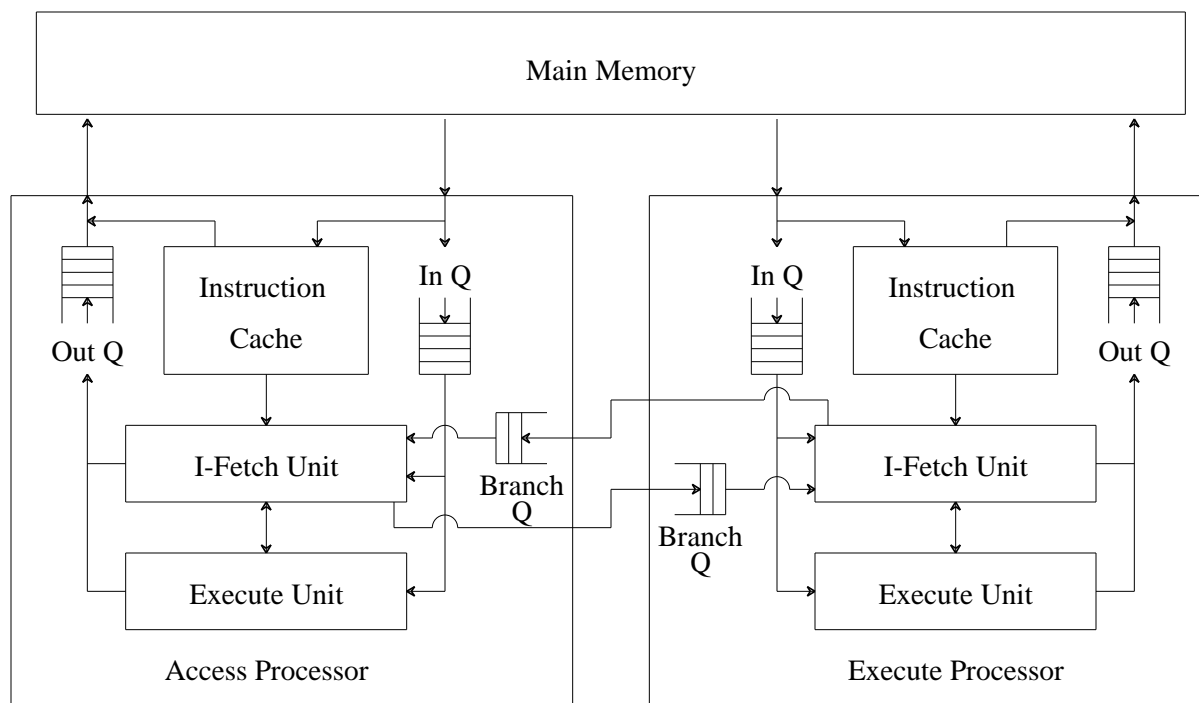 Main Memory
In Q
Instruction
Cache
Out Q
I-Fetch Unit
Branch
Q
Execute Unit
Access Processor
In Q
Instruction
Cache
Out Q
I-Fetch Unit
Branch
Q
Execute Unit
Execute Processor